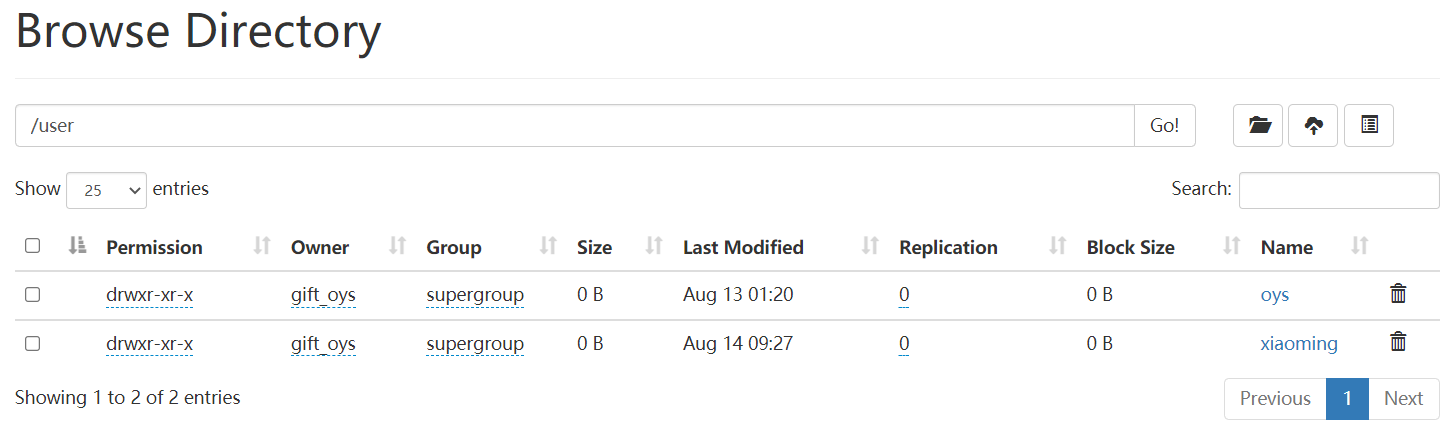 Browse Directory
/user Go!
Show 25 entries Search:
Permission Owner Group Size Last Modified Replication Block Size Name
drwxr-xr-x gift_oys supergroup 0 B Aug 13 01:20 0 0 B oys
drwxr-xr-x gift_oys supergroup 0 B Aug 14 09:27 0 0 B xiaoming
Showing 1 to 2 of 2 entries Previous 1 Next